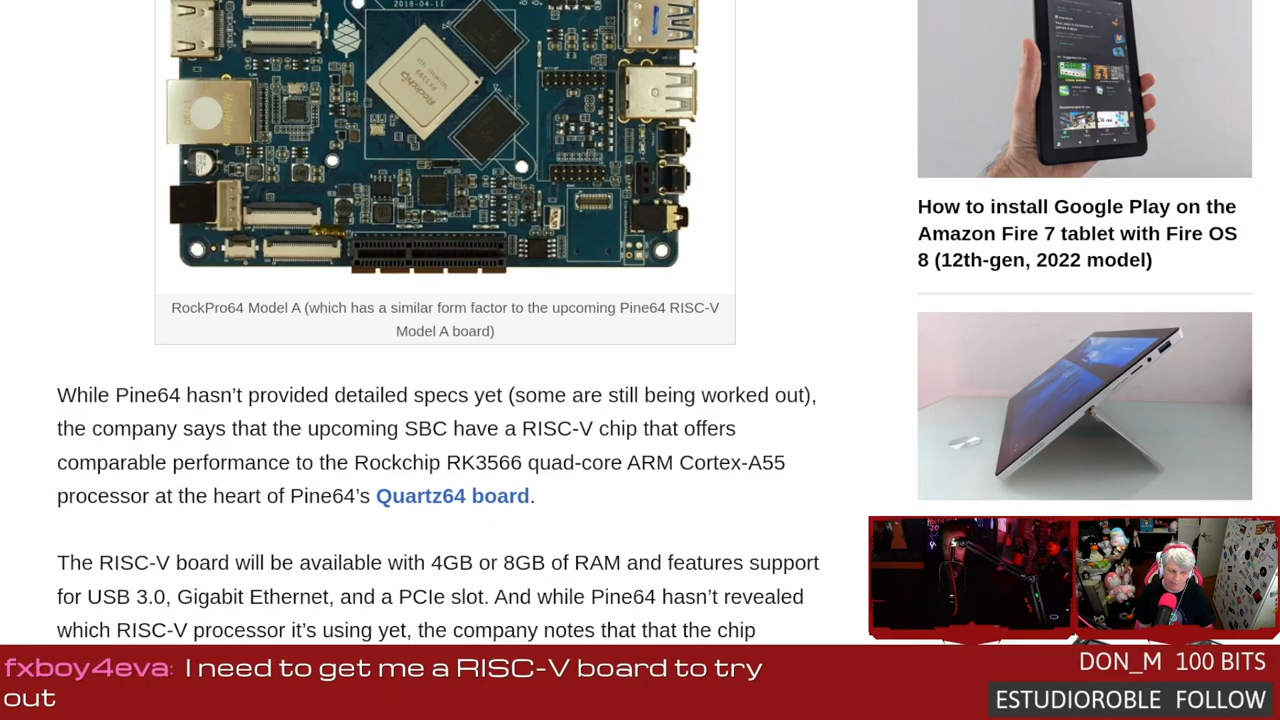 2018-04-11
Rockchip
RK3399
RockPro64 Model A (which has a similar form factor to the upcoming Pine64 RISC-V
Model A board)
While Pine64 hasn’t provided detailed specs yet (some are still being worked out),
the company says that the upcoming SBC have a RISC-V chip that offers
comparable performance to the Rockchip RK3566 quad-core ARM Cortex-A55
processor at the heart of Pine64’s Quartz64 board.
The RISC-V board will be available with 4GB or 8GB of RAM and features support
for USB 3.0, Gigabit Ethernet, and a PCIe slot. And while Pine64 hasn’t revealed
which RISC-V processor it’s using yet, the company notes that that the chip
How to install Google Play on the
Amazon Fire 7 tablet with Fire OS
8 (12th-gen, 2022 model)
fxboy4eva: I need to get me a RISC-V board to try
out
DON_M 100 BITS
ESTUDIOROBLE FOLLOW